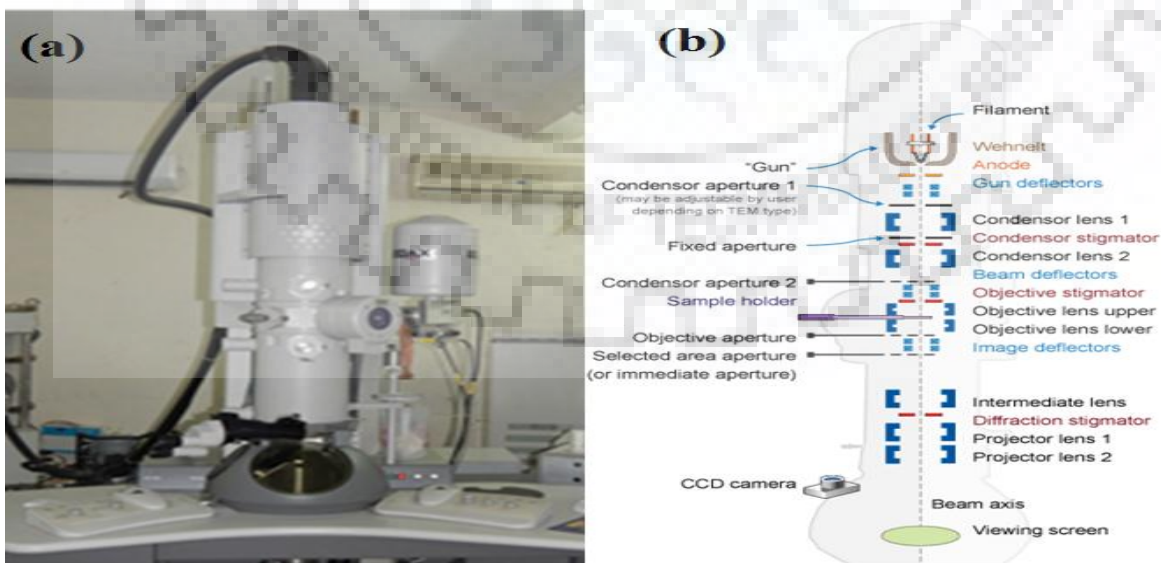 (a)
(b)
Filament
Wehnelt
Anode
Gun deflectors
"Gun"
Condensor aperture 1
(may be adjustable by user
depending on TEM type)
Condensor lens 1
Condensor stigmator
Fixed aperture
Condensor lens 2
Beam deflectors
Condensor aperture 2
Objective stigmator
Sample holder
Objective lens upper
Objective lens lower
Objective aperture
Image deflectors
Selected area aperture
(or immediate aperture)
Intermediate lens
Diffraction stigmator
Projector lens 1
Projector lens 2
CCD camera
Beam axis
Viewing screen